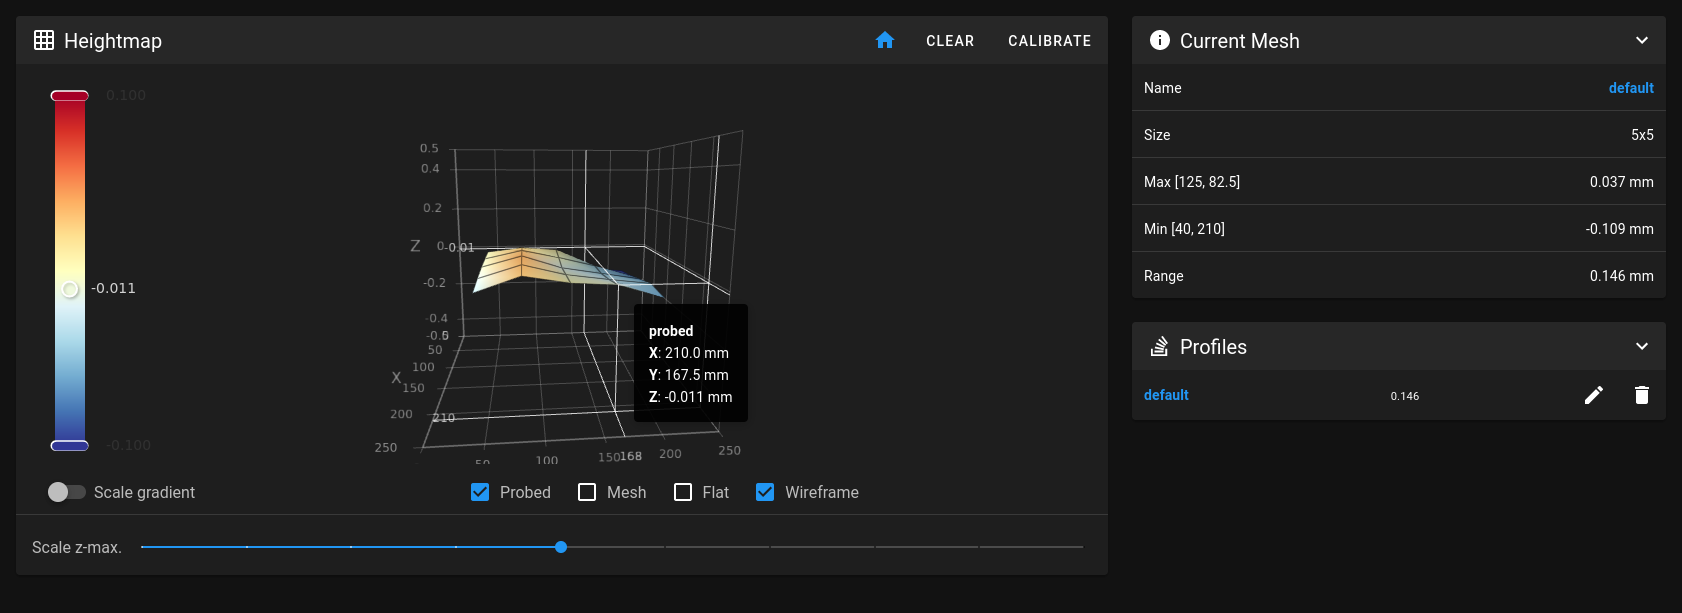 Heightmap
CLEAR
CALIBRATE
0.100
-0.011
-0.100
0.5
0.4
0.2
Z
0
-0.01
-0.2
-0.4
-0.5
0
50
100
X
150
200
210
250
50
100
150
168
200
250
probed
X: 210.0 mm
Y: 167.5 mm
Z: -0.011 mm
Scale gradient
Probed
Mesh
Flat
Wireframe
Scale z-max.
Current Mesh
Name default
Size 5x5
Max [125, 82.5] 0.037 mm
Min [40, 210] -0.109 mm
Range 0.146 mm
Profiles
default 0.146